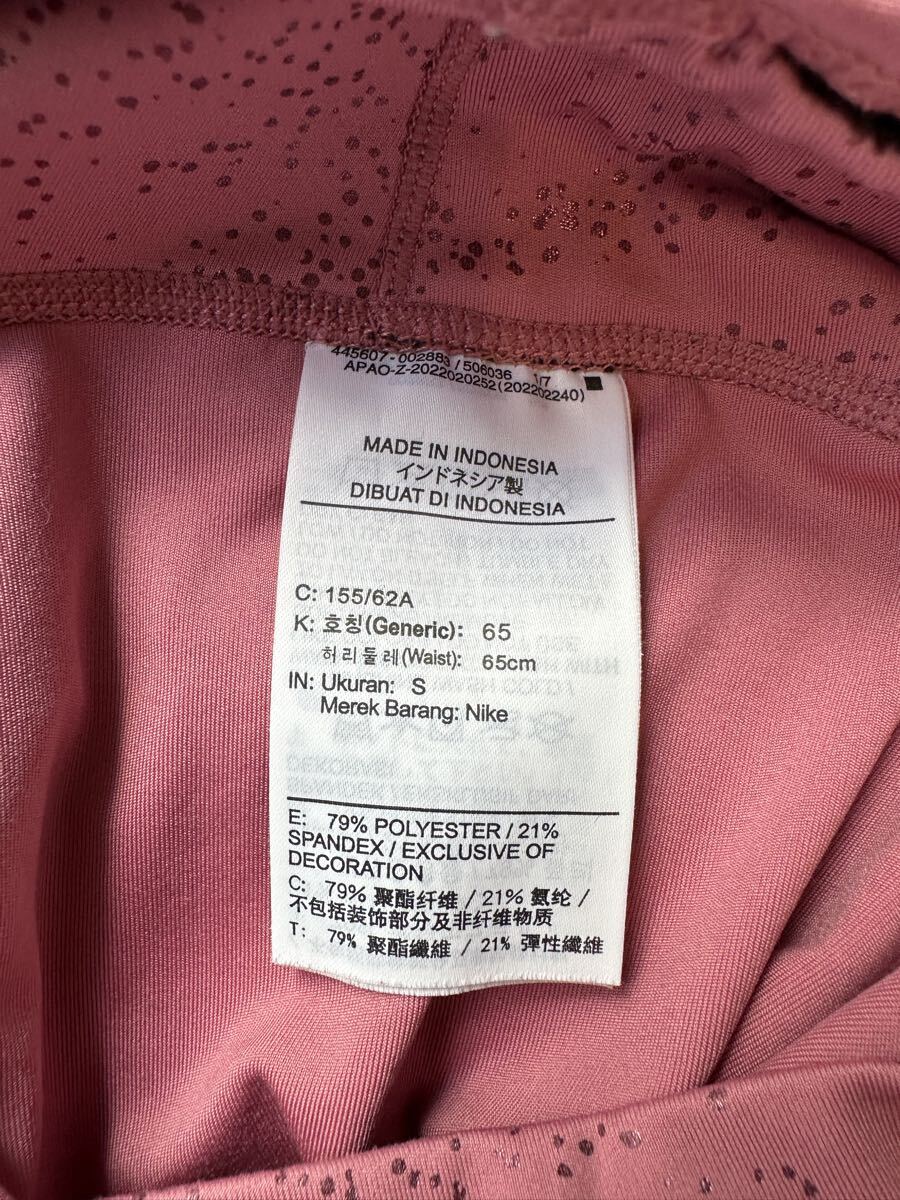 445607-002883 / 506036 1/7
APAO-Z-2022020252(202202240)
MADE IN INDONESIA
インドネシア製
DIBUAT DI INDONESIA
C: 155/62A
K: 호칭(Generic): 65
허리둘레(Waist): 65cm
IN: Ukuran: S
Merek Barang: Nike
E: 79% POLYESTER / 21%
SPANDEX / EXCLUSIVE OF
DECORATION
C: 79% 聚酯纤维 / 21% 氨纶 /
不包括装饰部分及非纤维物质
T: 79% 聚酯纖維 / 21% 彈性纖維